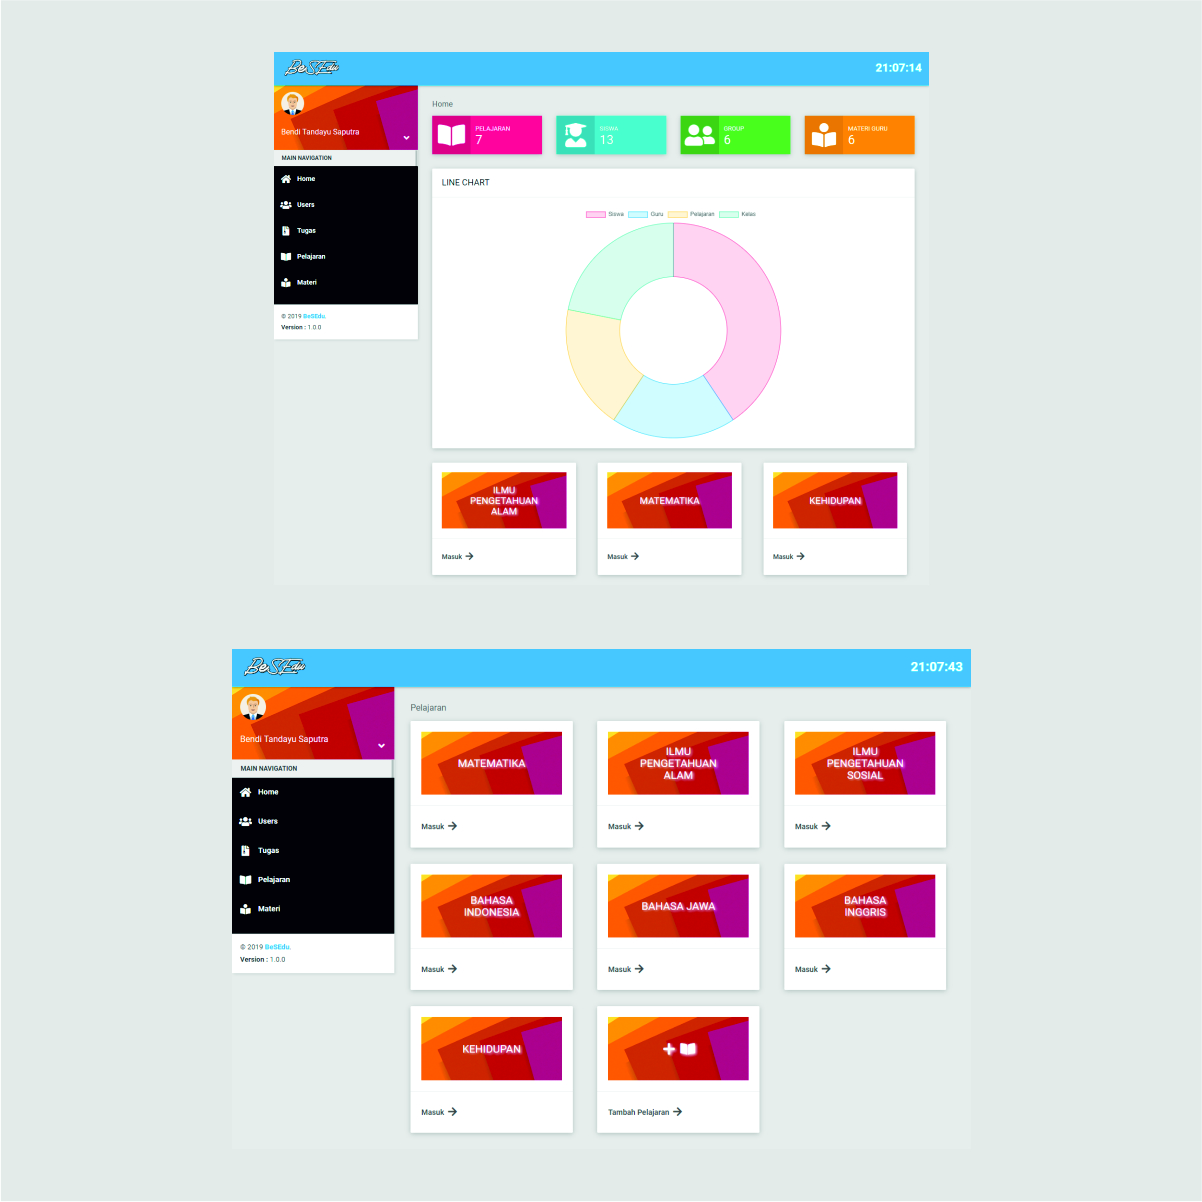 BeSEdu
21:07:14
Bendi Tandayu Saputra
MAIN NAVIGATION
Home
Users
Tugas
Pelajaran
Materi
© 2019 BeSEdu.
Version : 1.0.0
Home
PELAJARAN
7
SISWA
13
GROUP
6
MATERI GURU
6
LINE CHART
Siswa
Guru
Pelajaran
Kelas
ILMU
PENGETAHUAN
ALAM
Masuk
MATEMATIKA
Masuk
KEHIDUPAN
Masuk
BeSEdu
21:07:43
Bendi Tandayu Saputra
MAIN NAVIGATION
Home
Users
Tugas
Pelajaran
Materi
© 2019 BeSEdu.
Version : 1.0.0
Pelajaran
MATEMATIKA
Masuk
ILMU
PENGETAHUAN
ALAM
Masuk
ILMU
PENGETAHUAN
SOSIAL
Masuk
BAHASA
INDONESIA
Masuk
BAHASA JAWA
Masuk
BAHASA
INGGRIS
Masuk
KEHIDUPAN
Masuk
Tambah Pelajaran